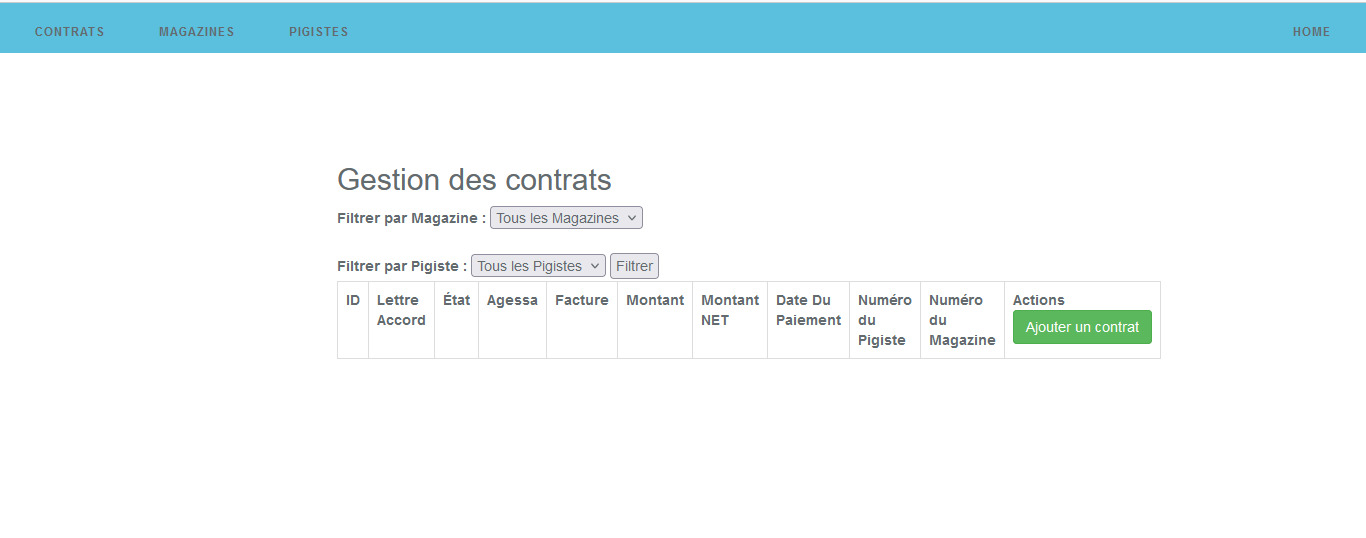 CONTRATS MAGAZINES PIGISTES HOME
Gestion des contrats
Filtrer par Magazine : Tous les Magazines
Filtrer par Pigiste : Tous les Pigistes Filtrer
ID Lettre État Agessa Facture Montant Montant Date Du Numéro Numéro Actions
Accord NET Paiement du du Ajouter un contrat
Pigiste Magazine